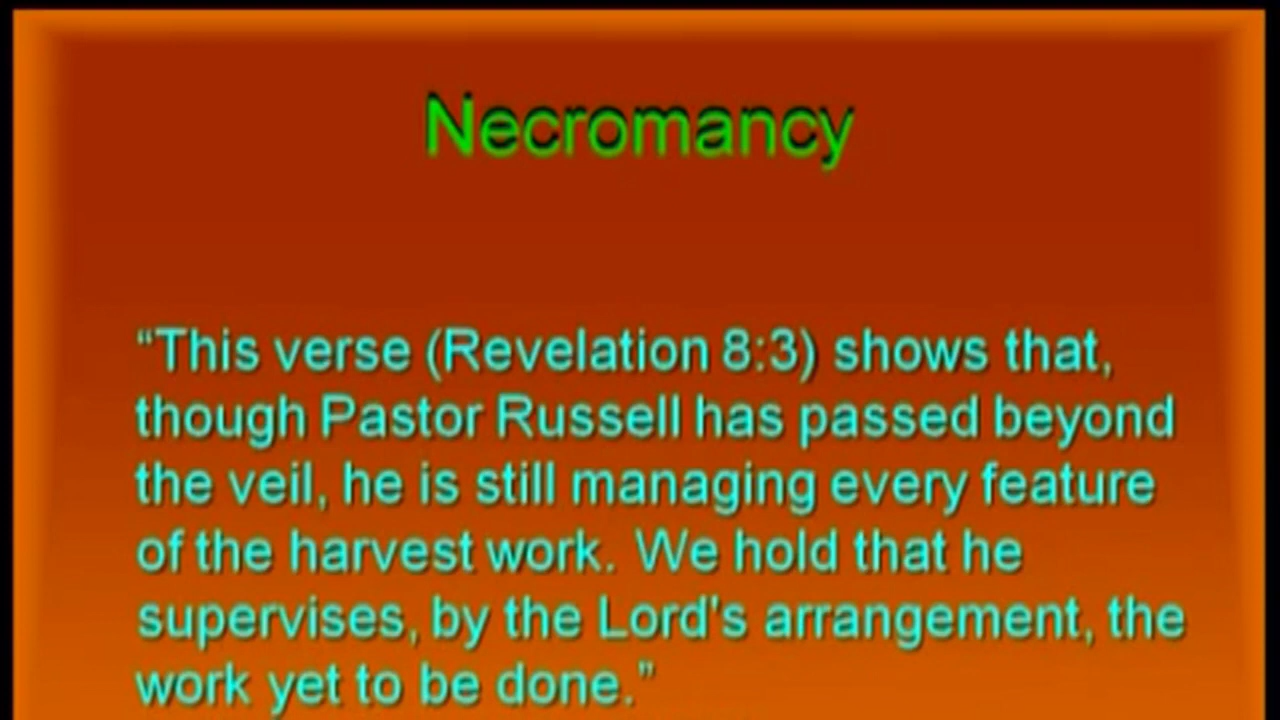 Necromancy
“This verse (Revelation 8:3) shows that,
though Pastor Russell has passed beyond
the veil, he is still managing every feature
of the harvest work. We hold that he
supervises, by the Lord's arrangement, the
work yet to be done.”